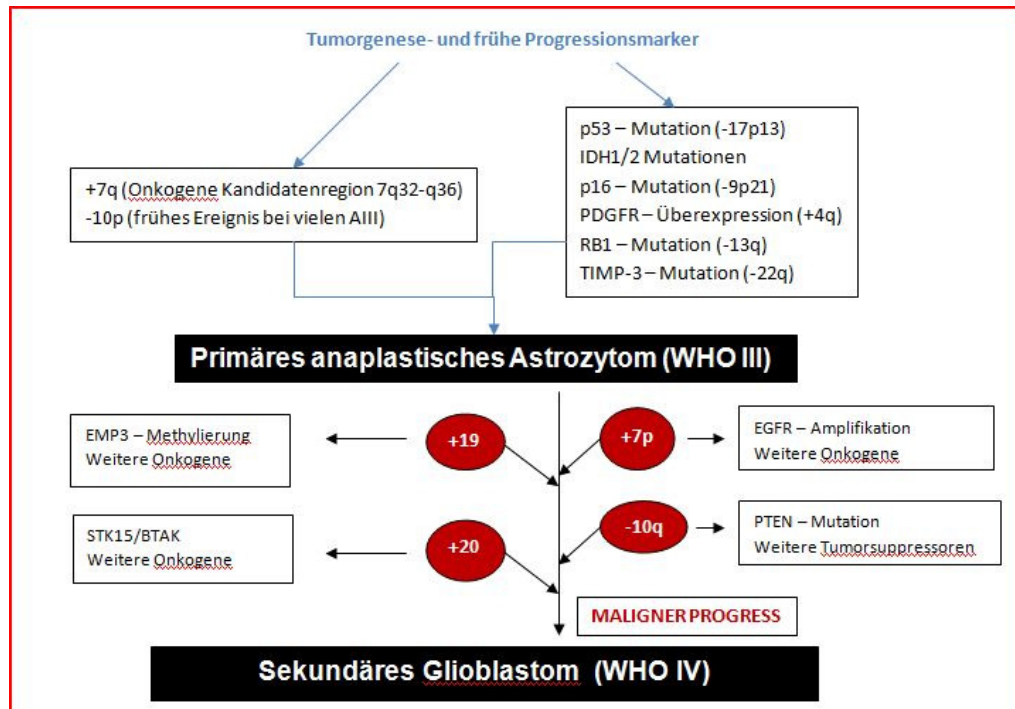 Tumorgenese- und frühe Progressionsmarker
+7q (Onkogene Kandidatenregion 7q32-q36)
-10p (frühes Ereignis bei vielen AIII)
p53 – Mutation (-17p13)
IDH1/2 Mutationen
p16 – Mutation (-9p21)
PDGFR – Überexpression (+4q)
RB1 – Mutation (-13q)
TIMP-3 – Mutation (-22q)
Primäres anaplastisches Astrozytom (WHO III)
EMP3 – Methylierung
Weitere Onkogene
+19
+7p
EGFR – Amplifikation
Weitere Onkogene
STK15/BTAK
Weitere Onkogene
+20
-10q
PTEN – Mutation
Weitere Tumorsuppressoren
MALIGNER PROGRESS
Sekundäres Glioblastom (WHO IV)